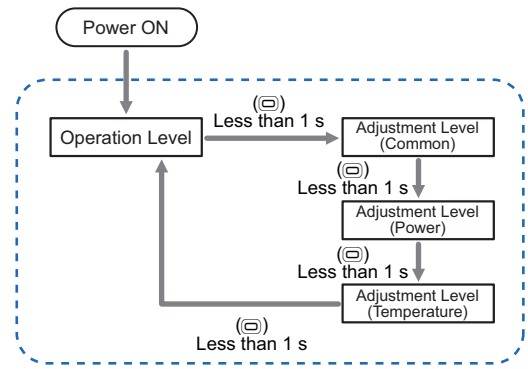 Power ON
Operation Level
( )
Less than 1 s
Adjustment Level
(Common)
( )
Less than 1 s
Adjustment Level
(Power)
( )
Less than 1 s
Adjustment Level
(Temperature)
( )
Less than 1 s